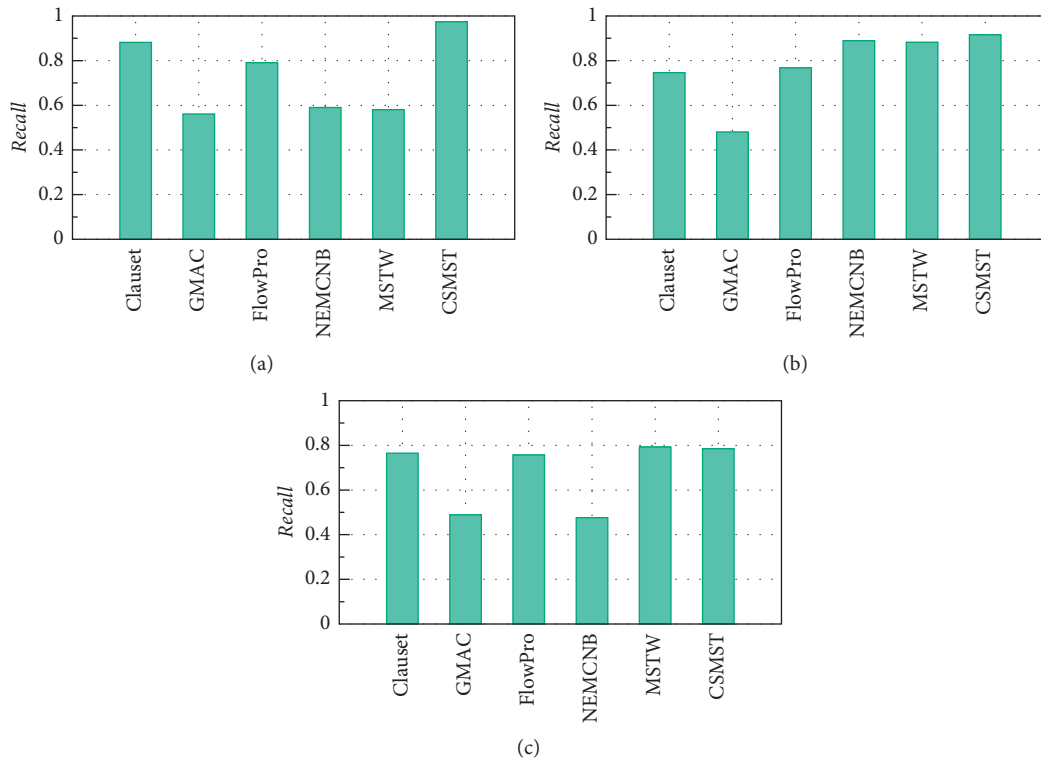 1
0.8
0.6
0.4
0.2
0
Recall
Clauset
GMAC
FlowPro
NEMCNB
MSTW
CSMST
(a)
1
0.8
0.6
0.4
0.2
0
Recall
Clauset
GMAC
FlowPro
NEMCNB
MSTW
CSMST
(b)
1
0.8
0.6
0.4
0.2
0
Recall
Clauset
GMAC
FlowPro
NEMCNB
MSTW
CSMST
(c)